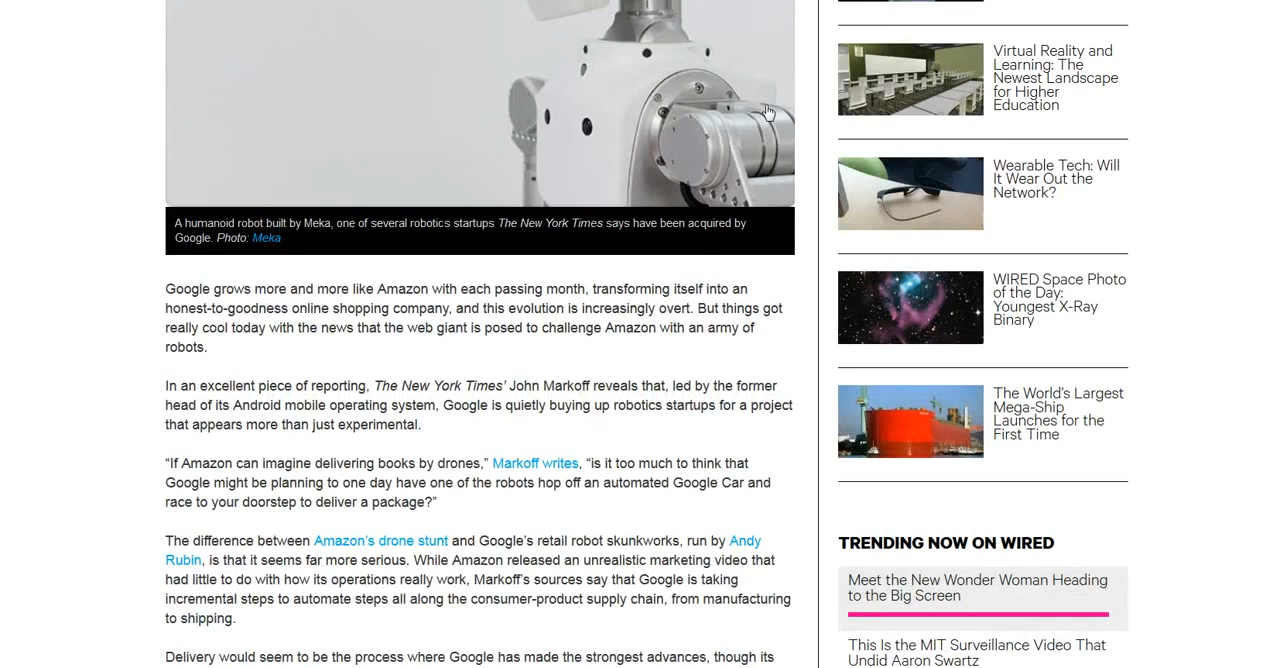 A humanoid robot built by Meka, one of several robotics startups The New York Times says have been acquired by
Google. Photo: Meka
Google grows more and more like Amazon with each passing month, transforming itself into an
honest-to-goodness online shopping company, and this evolution is increasingly overt. But things got
really cool today with the news that the web giant is posed to challenge Amazon with an army of
robots.
In an excellent piece of reporting, The New York Times’ John Markoff reveals that, led by the former
head of its Android mobile operating system, Google is quietly buying up robotics startups for a project
that appears more than just experimental.
“If Amazon can imagine delivering books by drones,” Markoff writes, “is it too much to think that
Google might be planning to one day have one of the robots hop off an automated Google Car and
race to your doorstep to deliver a package?”
The difference between Amazon’s drone stunt and Google’s retail robot skunkworks, run by Andy
Rubin, is that it seems far more serious. While Amazon released an unrealistic marketing video that
had little to do with how its operations really work, Markoff’s sources say that Google is taking
incremental steps to automate steps all along the consumer-product supply chain, from manufacturing
to shipping.
Delivery would seem to be the process where Google has made the strongest advances, though its
Virtual Reality and
Learning: The
Newest Landscape
for Higher
Education
Wearable Tech: Will
It Wear Out the
Network?
WIRED Space Photo
of the Day:
Youngest X-Ray
Binary
The World’s Largest
Mega-Ship
Launches for the
First Time
TRENDING NOW ON WIRED
Meet the New Wonder Woman Heading
to the Big Screen
This Is the MIT Surveillance Video That
Undid Aaron Swartz